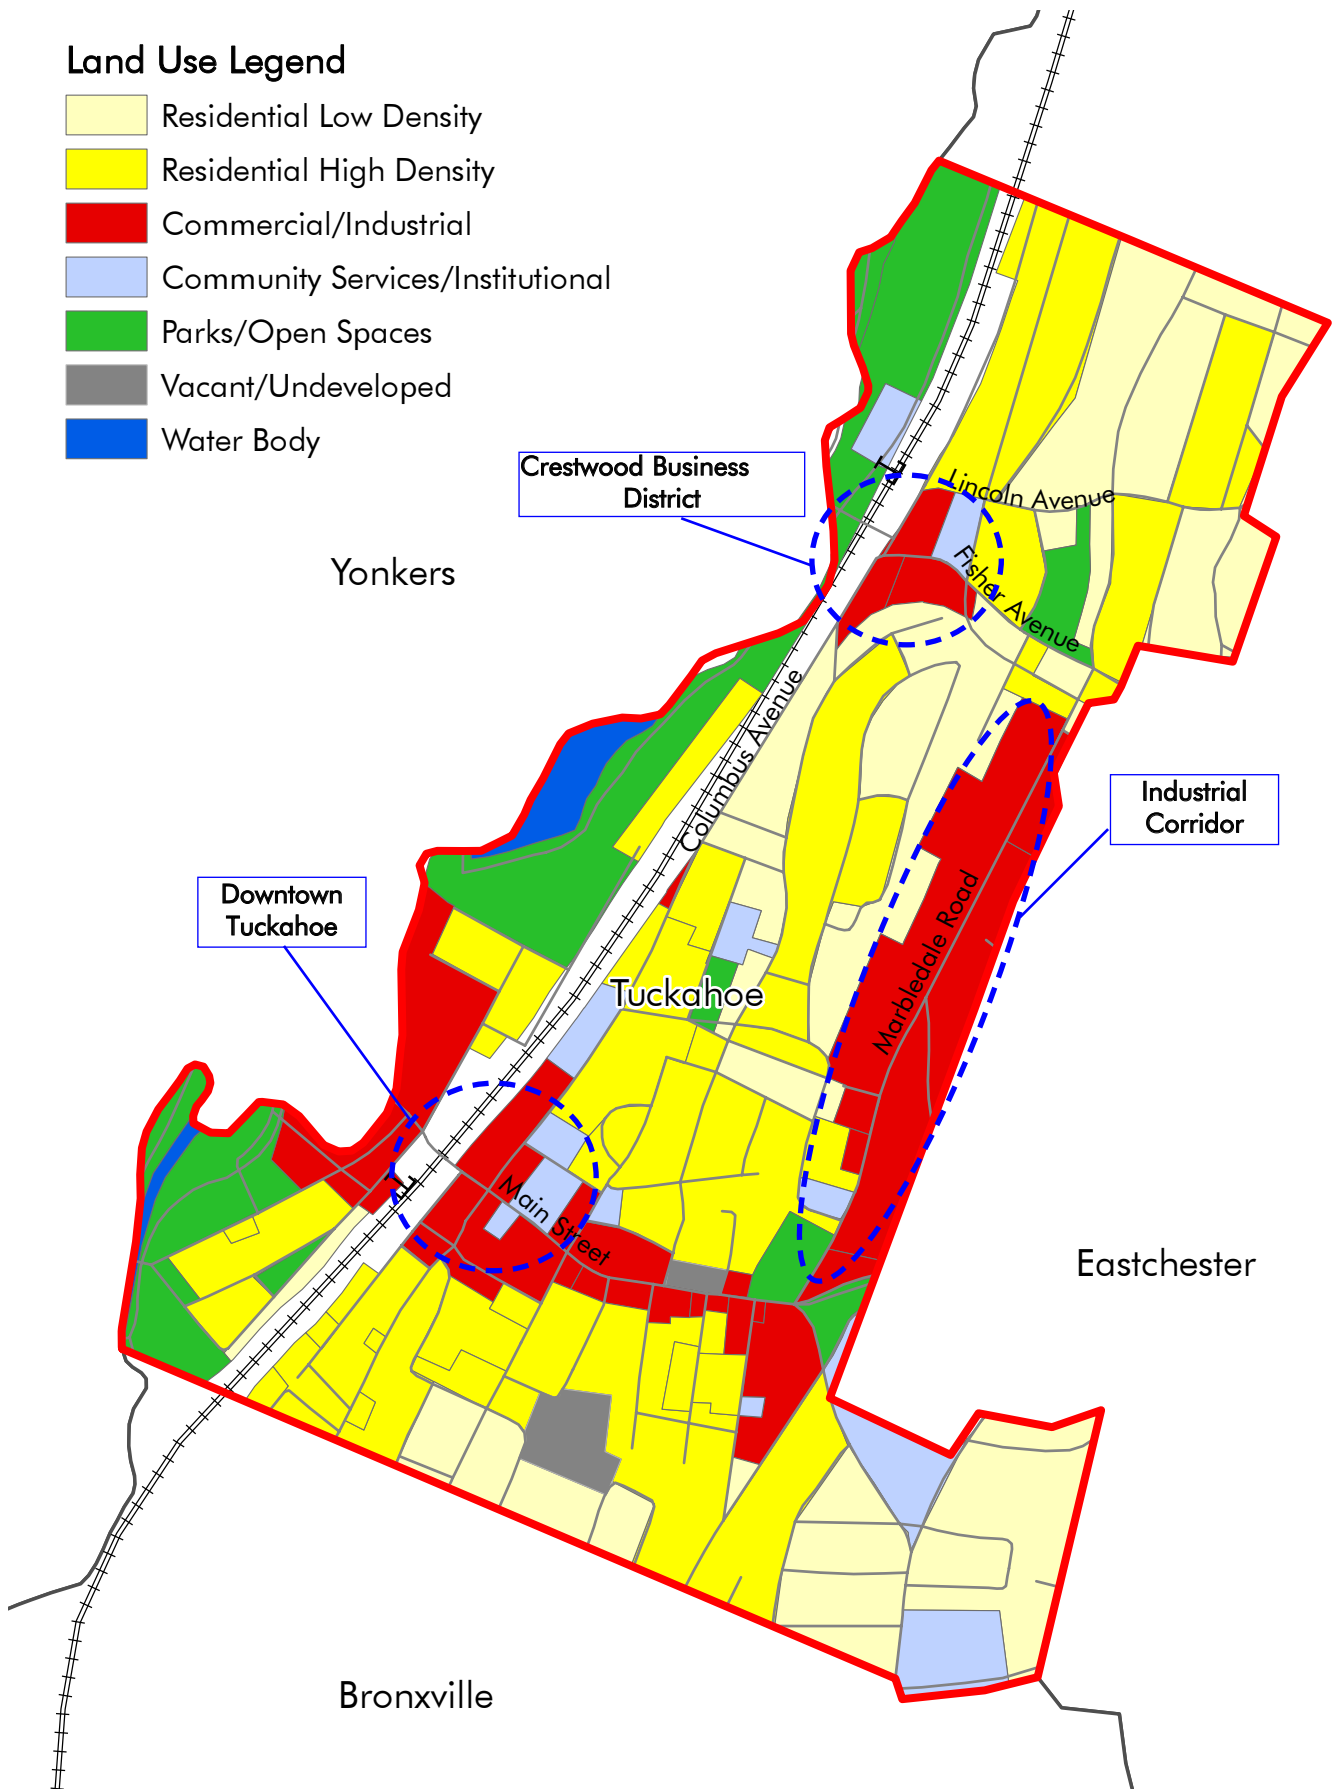 Land Use Legend
Residential Low Density
Residential High Density
Commercial/Industrial
Community Services/Institutional
Parks/Open Spaces
Vacant/Undeveloped
Water Body
Crestwood Business
District
Lincoln Avenue
Fisher Avenue
Yonkers
Columbus Avenue
Industrial
Corridor
Downtown
Tuckahoe
Marbledale Road
Tuckahoe
Main Street
Eastchester
Bronxville